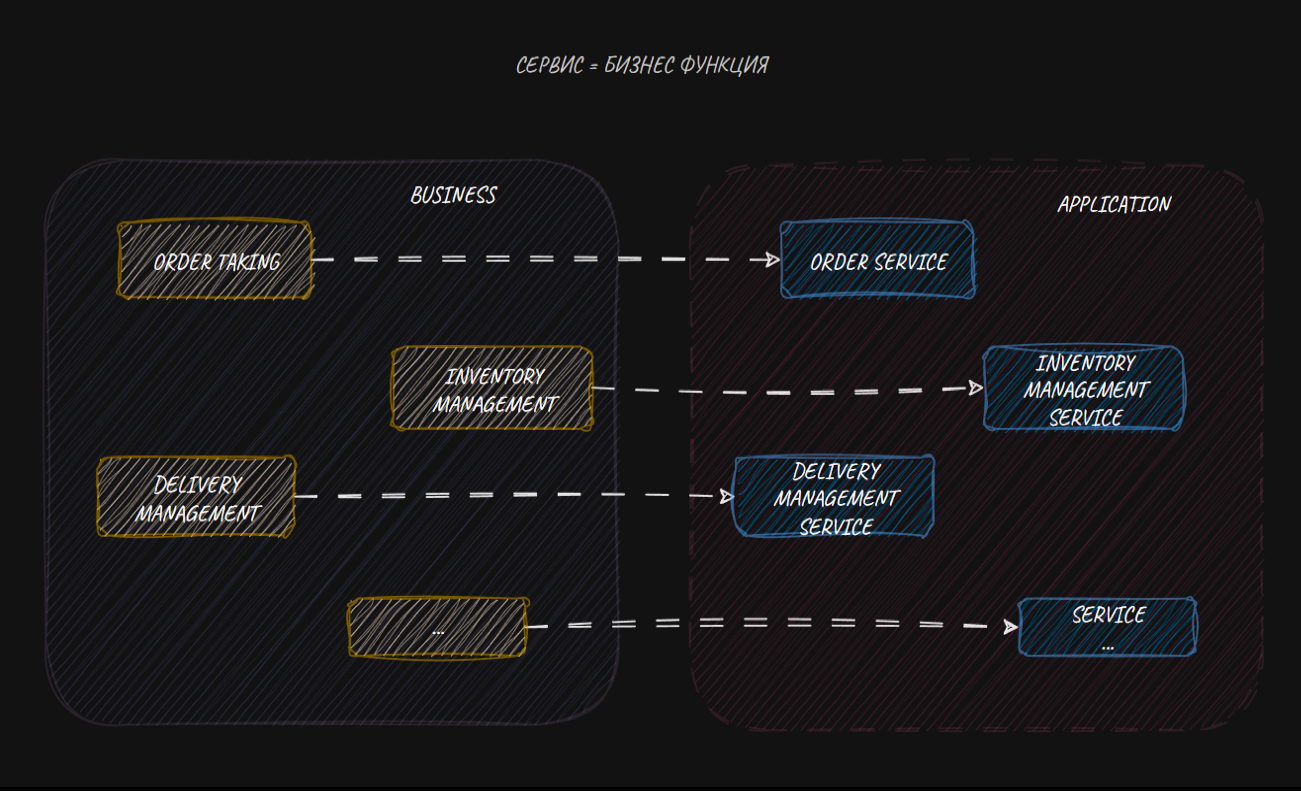 СЕРВИС = БИЗНЕС ФУНКЦИЯ
BUSINESS
APPLICATION
ORDER TAKING
ORDER SERVICE
INVENTORY
MANAGEMENT
INVENTORY
MANAGEMENT
SERVICE
DELIVERY
MANAGEMENT
DELIVERY
MANAGEMENT
SERVICE
...
SERVICE
...